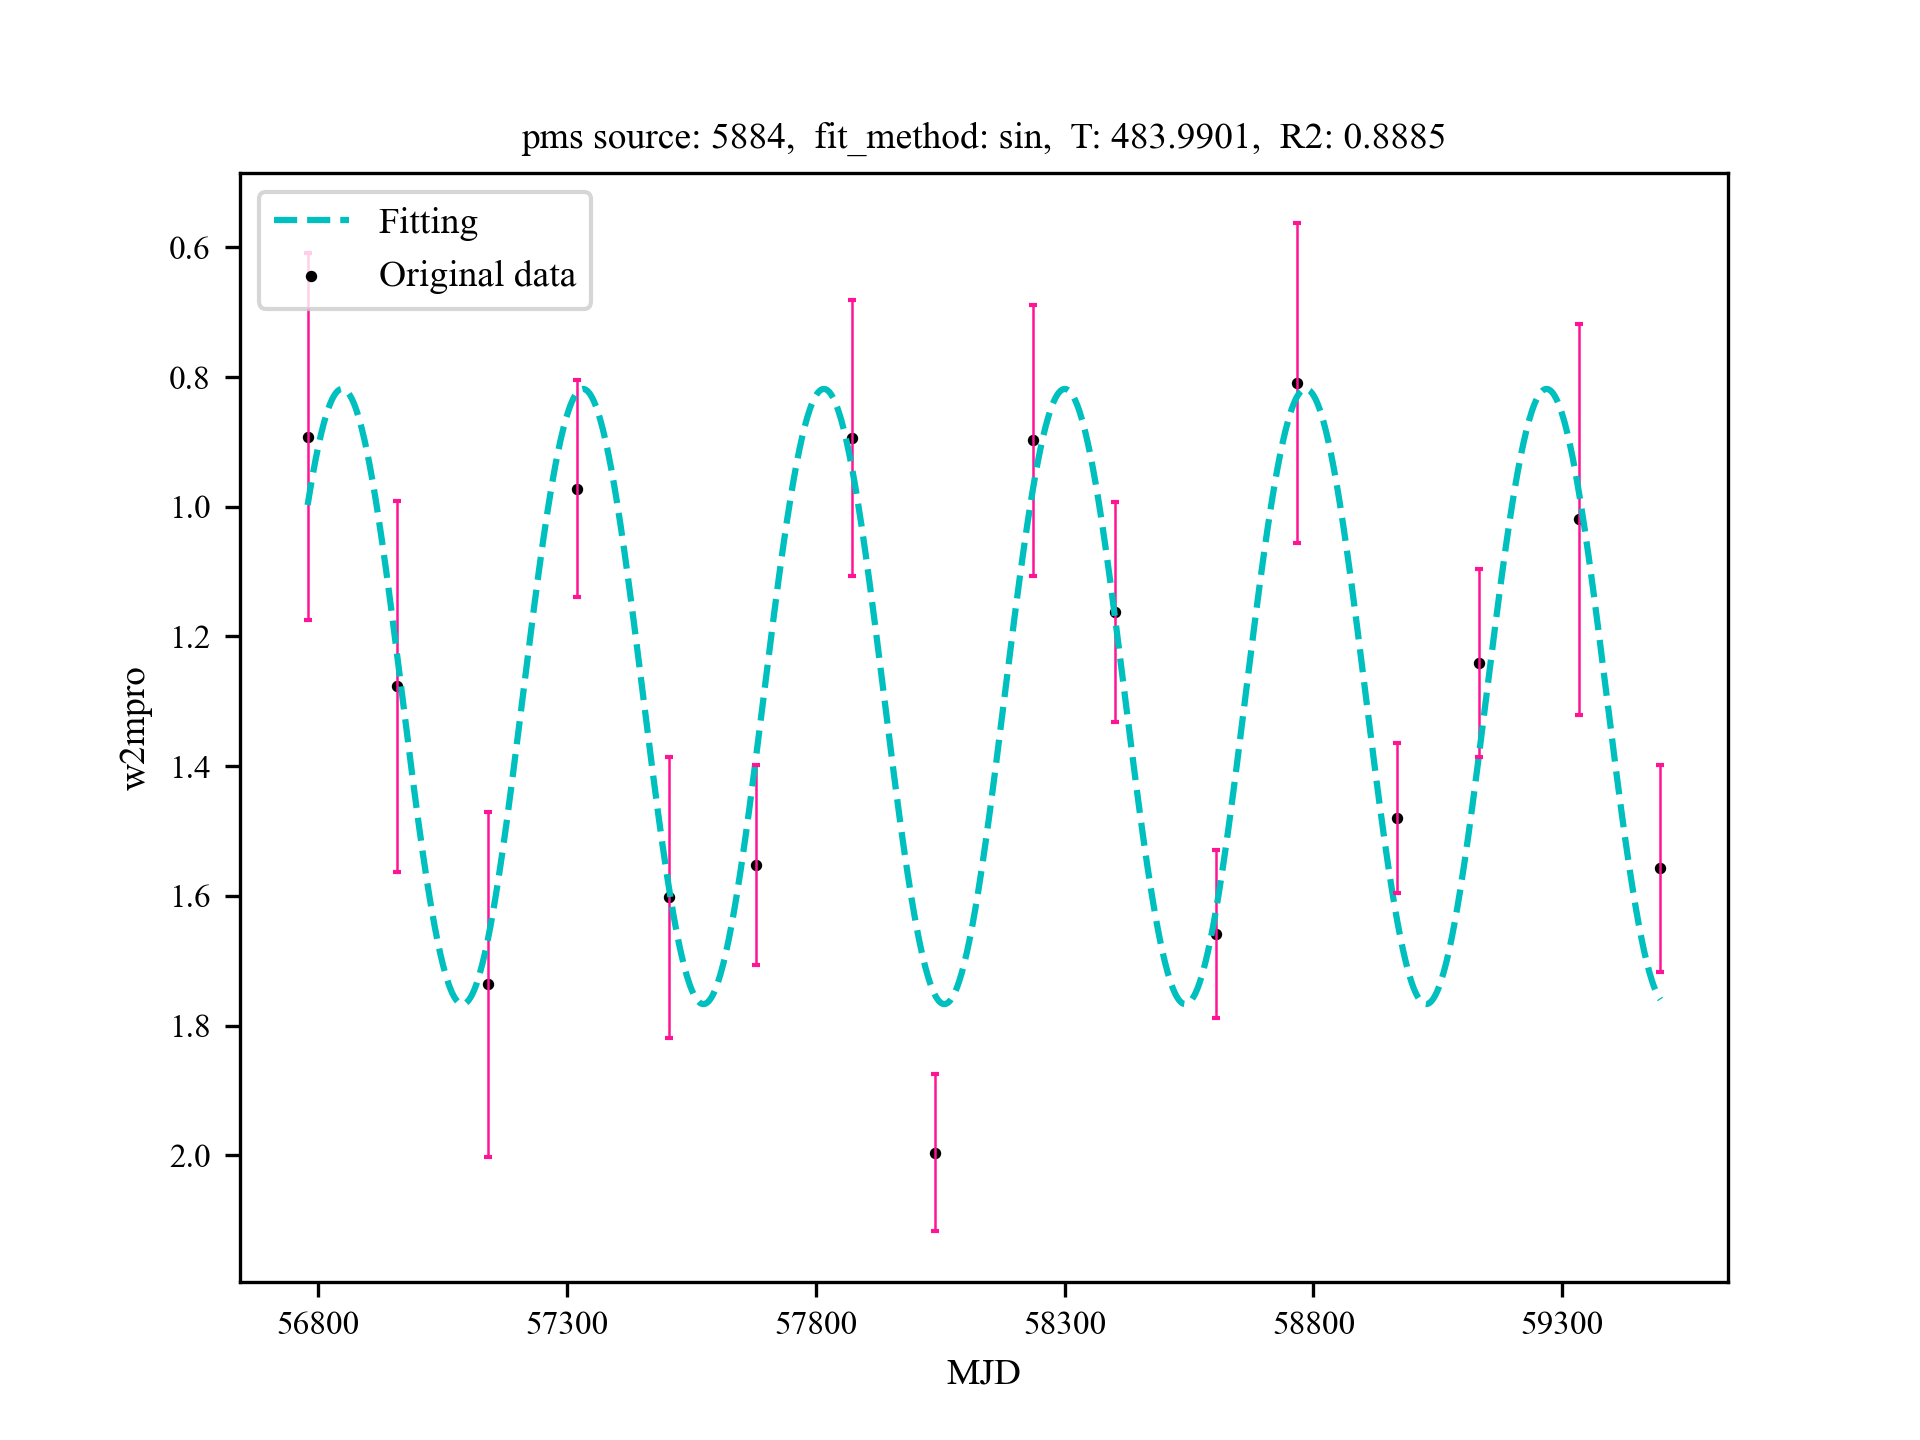 pms source: 5884,  fit_method: sin,  T: 483.9901,  R2: 0.8885
Fitting
Original data
0.6
0.8
1.0
1.2
1.4
1.6
1.8
2.0
w2mpro
56800 57300 57800 58300 58800 59300
MJD